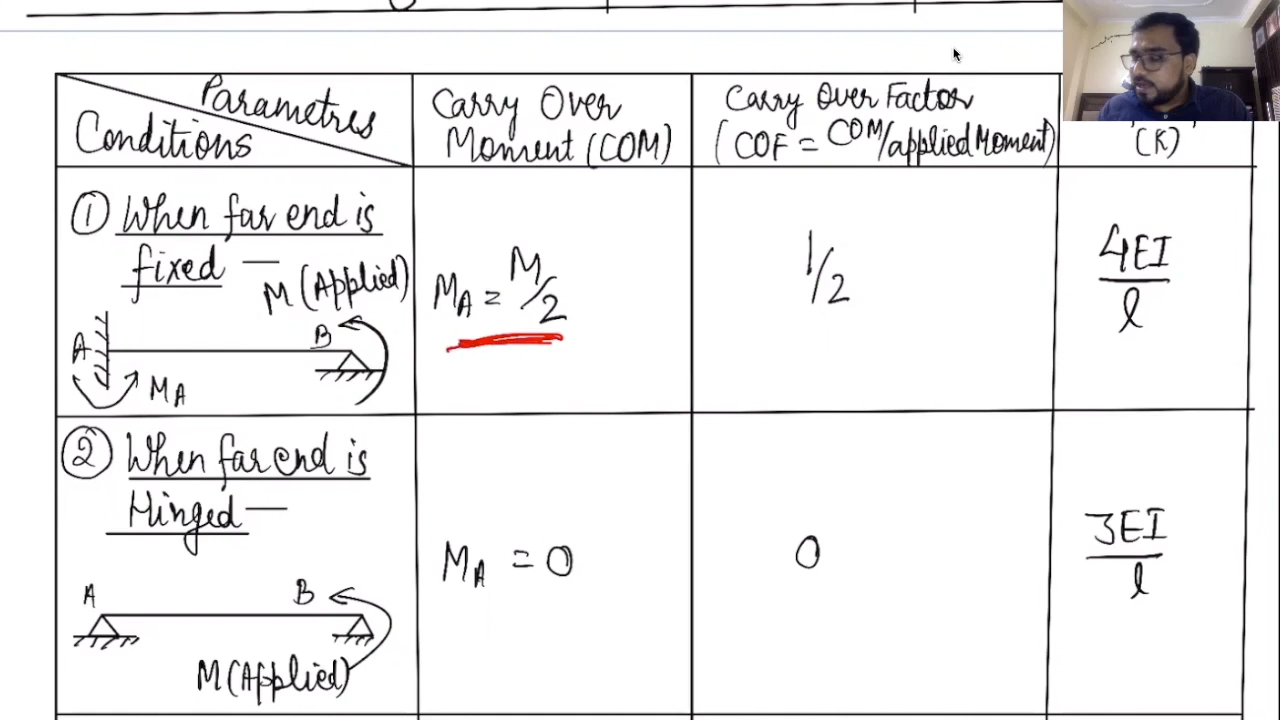 Parametres
Conditions
Carry Over
Moment (COM)
Carry Over Factor
(COF = COM/applied Moment)
'(K)'
① When far end is
fixed —
M (Applied)
A
B
MA
MA = M/2
1/2
4EI
l
② When far end is
Hinged —
A
B
M (Applied)
MA = 0
0
3EI
l